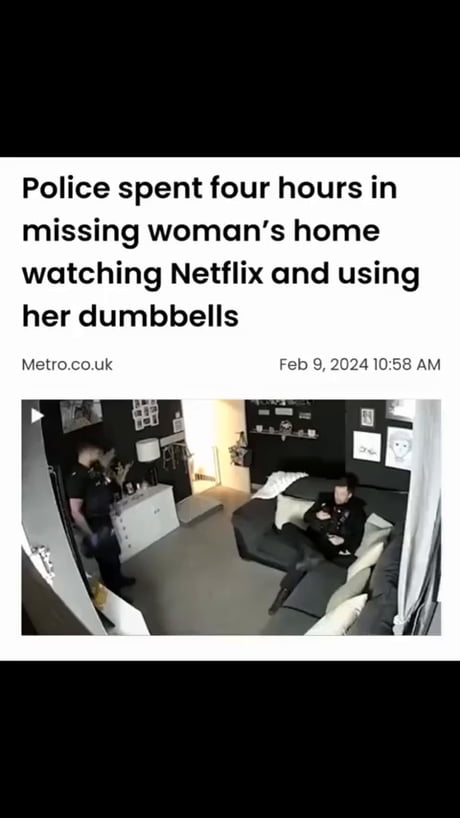 Police spent four hours in
missing woman's home
watching Netflix and using
her dumbbells
Metro.co.uk
Feb 9, 2024 10:58 AM